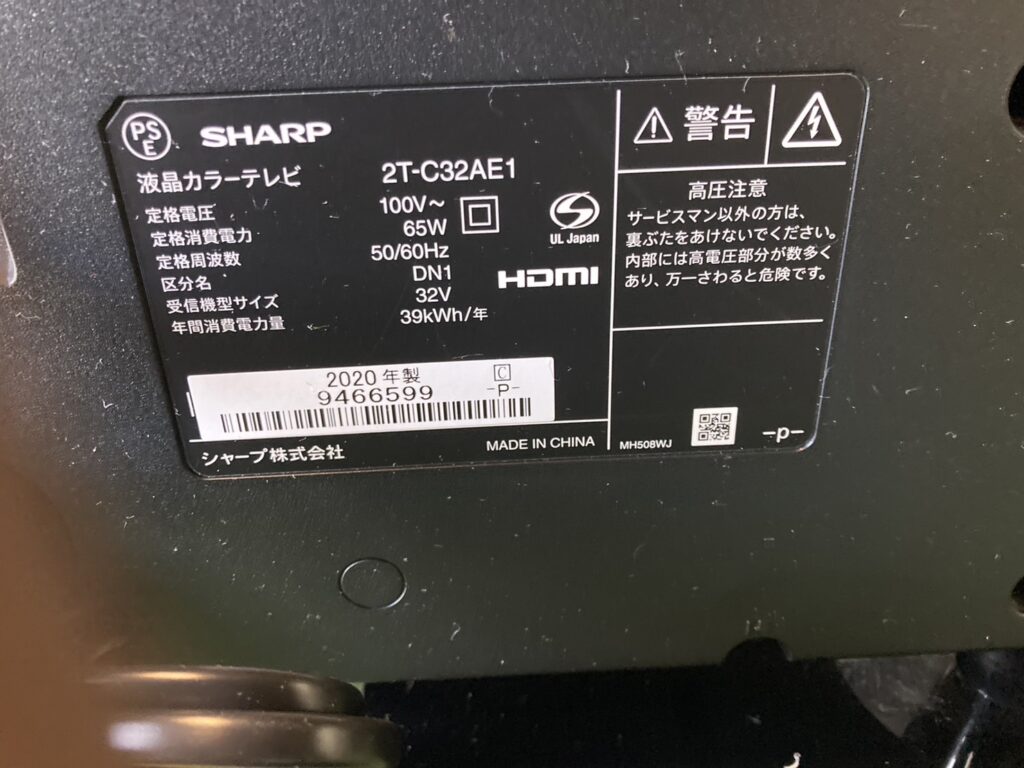 PSE
SHARP
液晶カラーテレビ 2T-C32AE1
定格電圧 100V～
定格消費電力 65W
定格周波数 50/60Hz
区分名 DN1
受信機型サイズ 32V
年間消費電力量 39kWh/年
UL Japan
HDMI
2020年製 C
9466599 -P-
シャープ株式会社 MADE IN CHINA
警告
高圧注意
サービスマン以外の方は、
裏ぶたをあけないでください。
内部には高電圧部分が数多く
あり、万一さわると危険です。
MH508WJ -P-